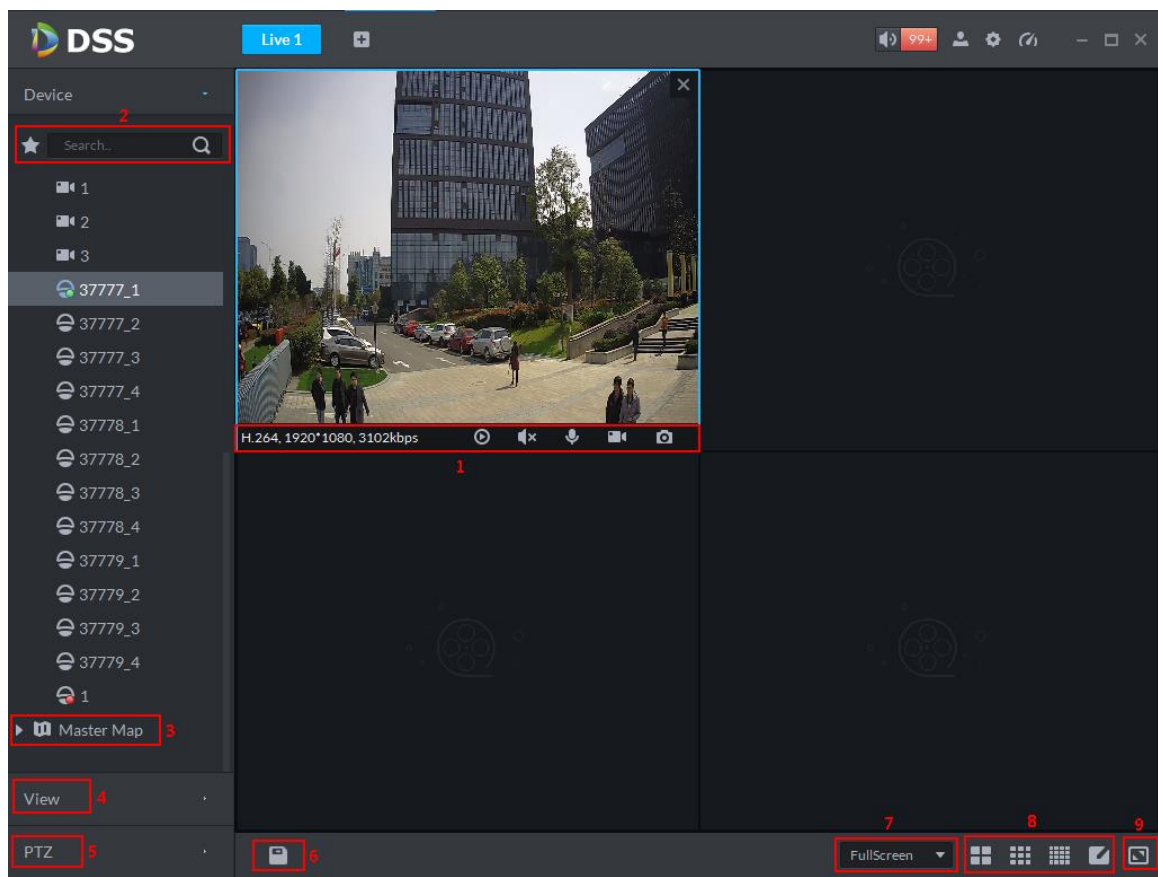 DSS
Live 1
99+
Device
2
Search..
1
2
3
37777_1
37777_2
37777_3
37777_4
37778_1
37778_2
37778_3
37778_4
37779_1
37779_2
37779_3
37779_4
1
Master Map 3
View 4
PTZ 5
H.264, 1920*1080, 3102kbps
1
6
7
FullScreen
8
9